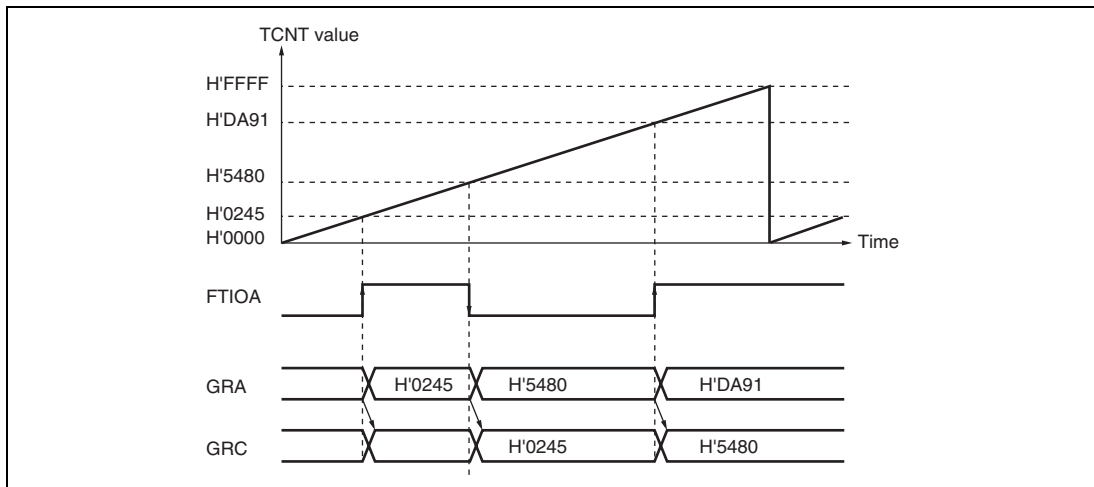 TCNT value
H'FFFF
H'DA91
H'5480
H'0245
H'0000
Time
FTIOA
GRA
H'0245
H'5480
H'DA91
GRC
H'0245
H'5480